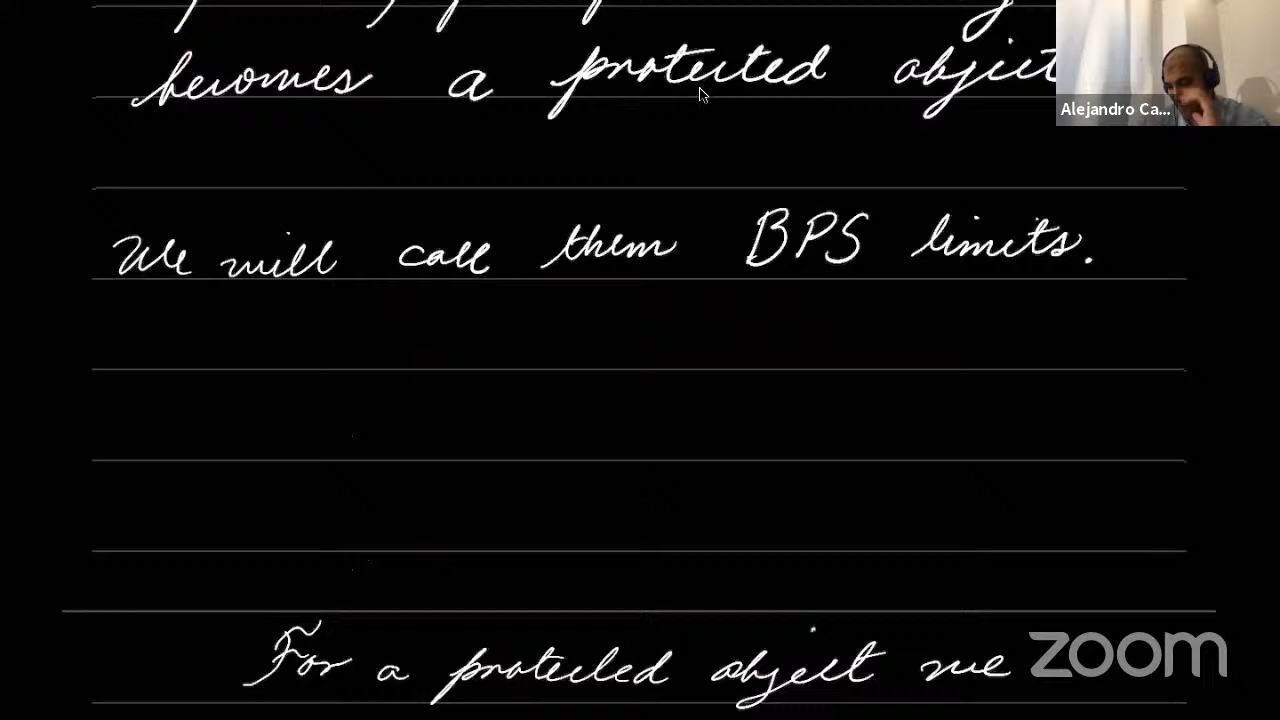 becomes a protected object
Alejandro Ca...
We will call them BPS limits.
For a protected object we
zoom